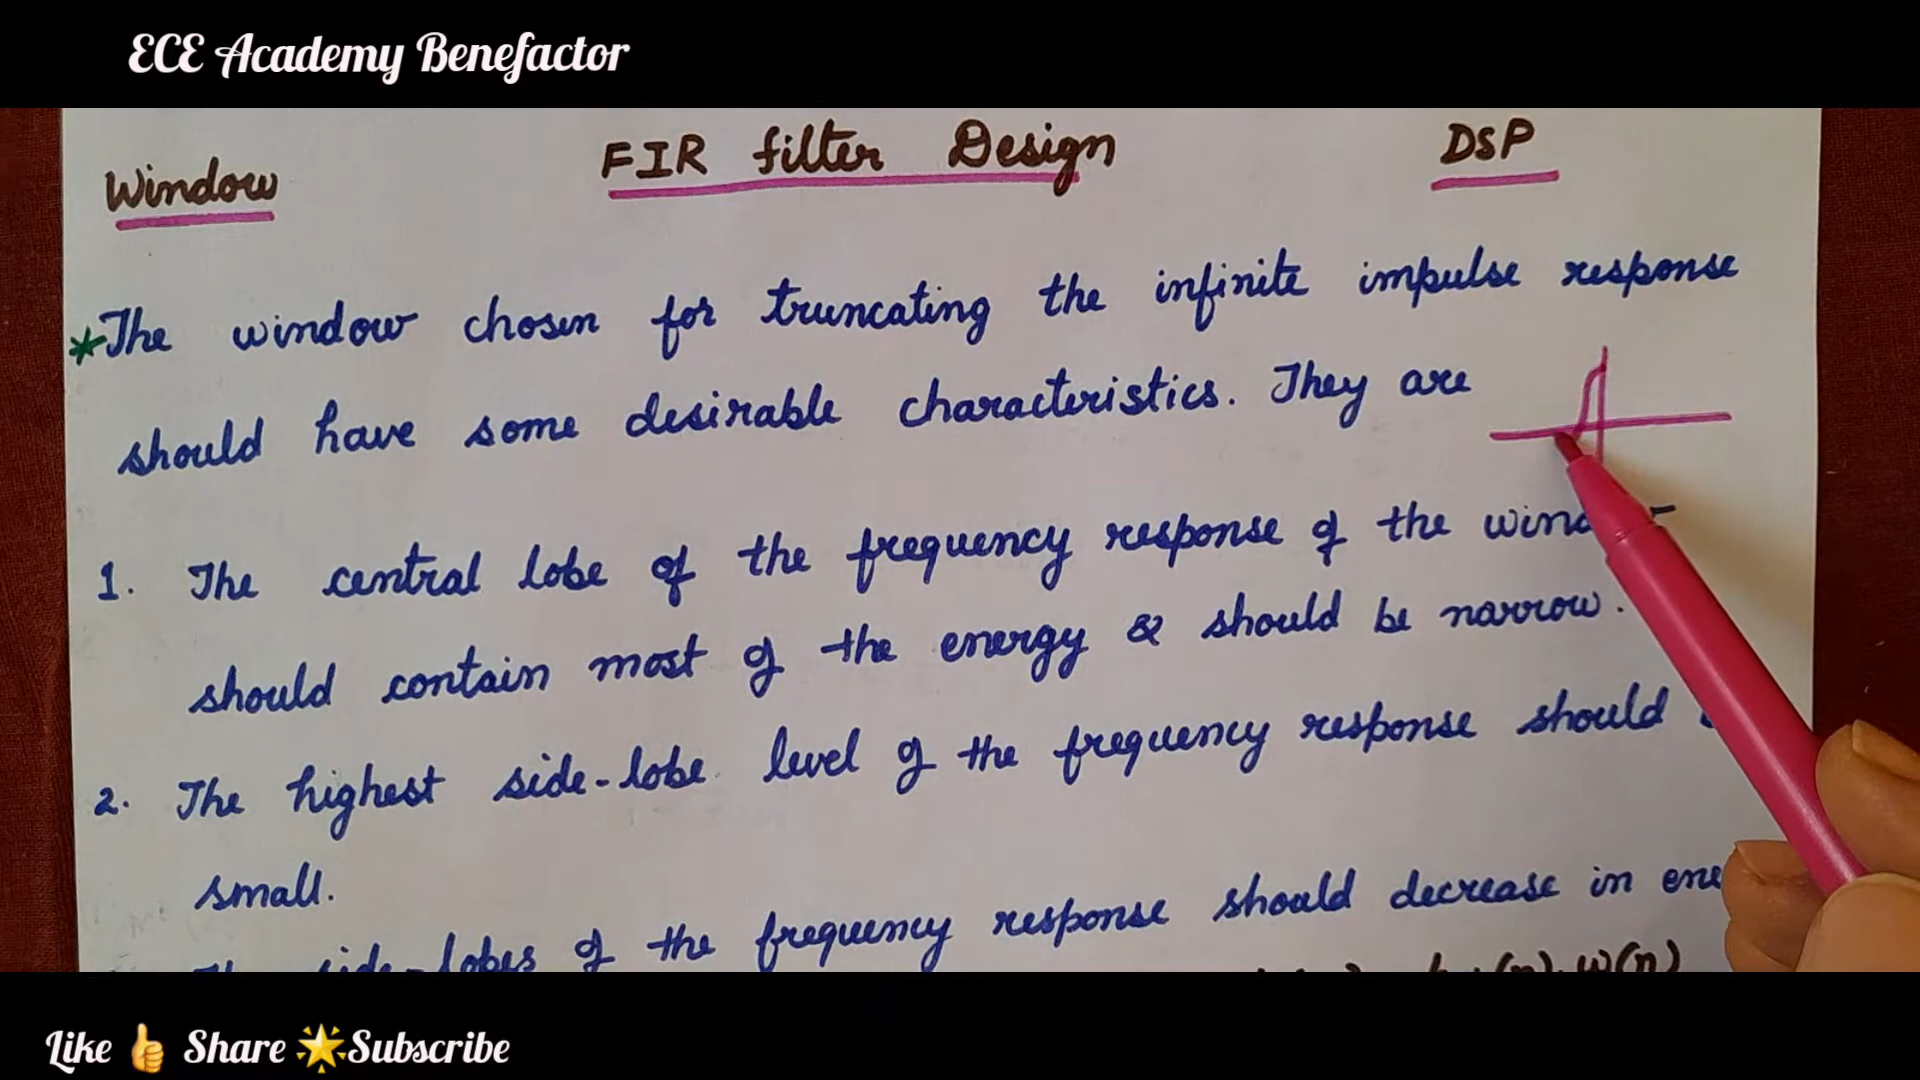 ECE Academy Benefactor
Window FIR filter Design DSP
*The window chosen for truncating the infinite impulse response
should have some desirable characteristics. They are
1. The central lobe of the frequency response of the
should contain most of the energy & should be narrow.
2. The highest side-lobe level of the frequency response should
small.
side-lobes of the frequency response should decrease in
w(n)
Like 👍 Share 🌟Subscribe